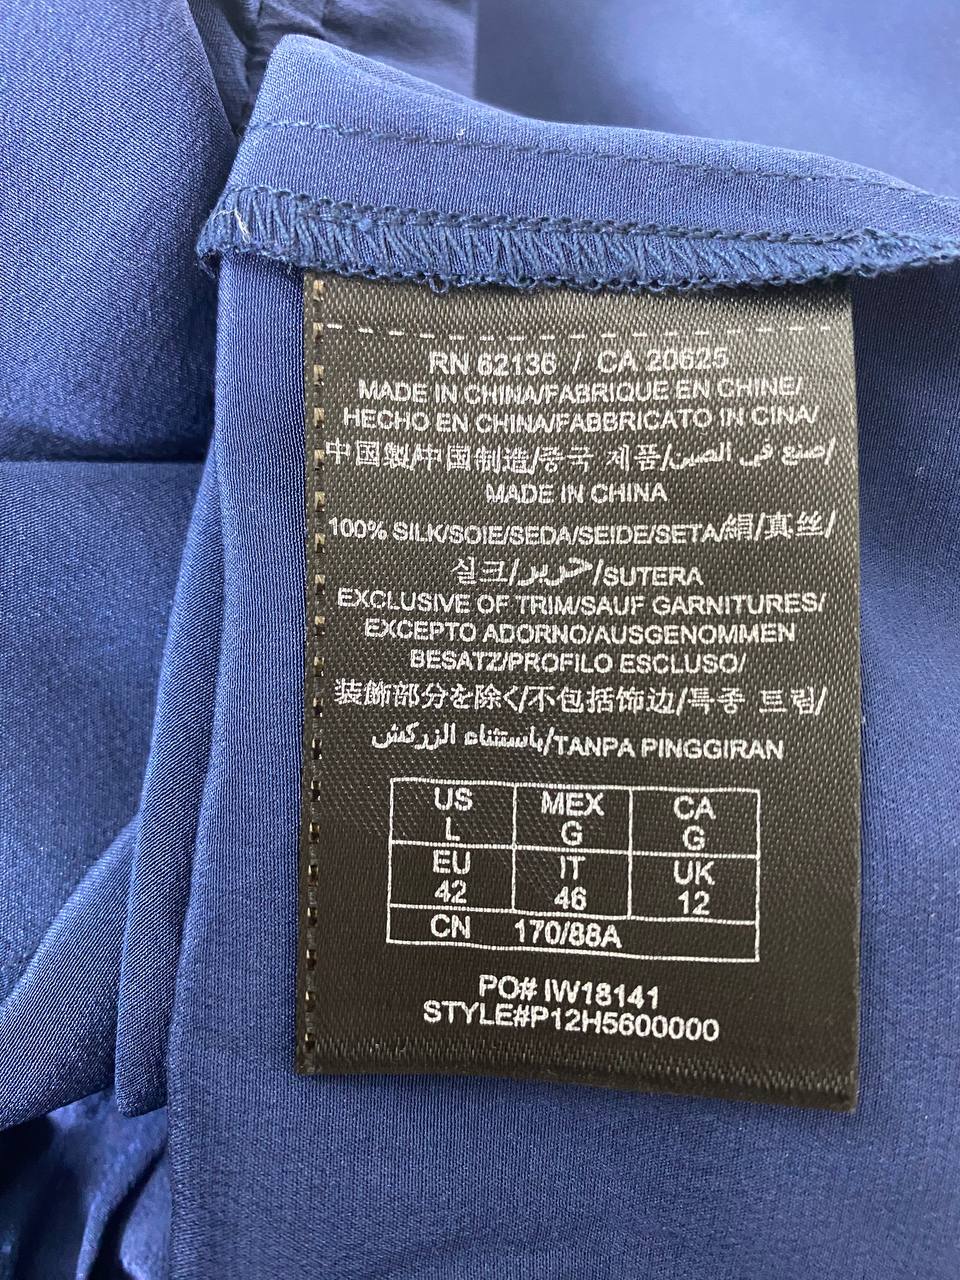 RN 62136 / CA 20625
MADE IN CHINA/FABRIQUE EN CHINE/
HECHO EN CHINA/FABBRICATO IN CINA/
中国製/中国制造/중국 제품/صنع في الصين/
MADE IN CHINA
100% SILK/SOIE/SEDA/SEIDE/SETA/絹/真丝/
실크/حرير/SUTERA
EXCLUSIVE OF TRIM/SAUF GARNITURES/
EXCEPTO ADORNO/AUSGENOMMEN
BESATZ/PROFILO ESCLUSO/
装飾部分を除く/不包括饰边/특종 트림/
باستثناء الزركش/TANPA PINGGIRAN
US MEX CA
L G G
EU IT UK
42 46 12
CN 170/88A
PO# IW18141
STYLE#P12H5600000